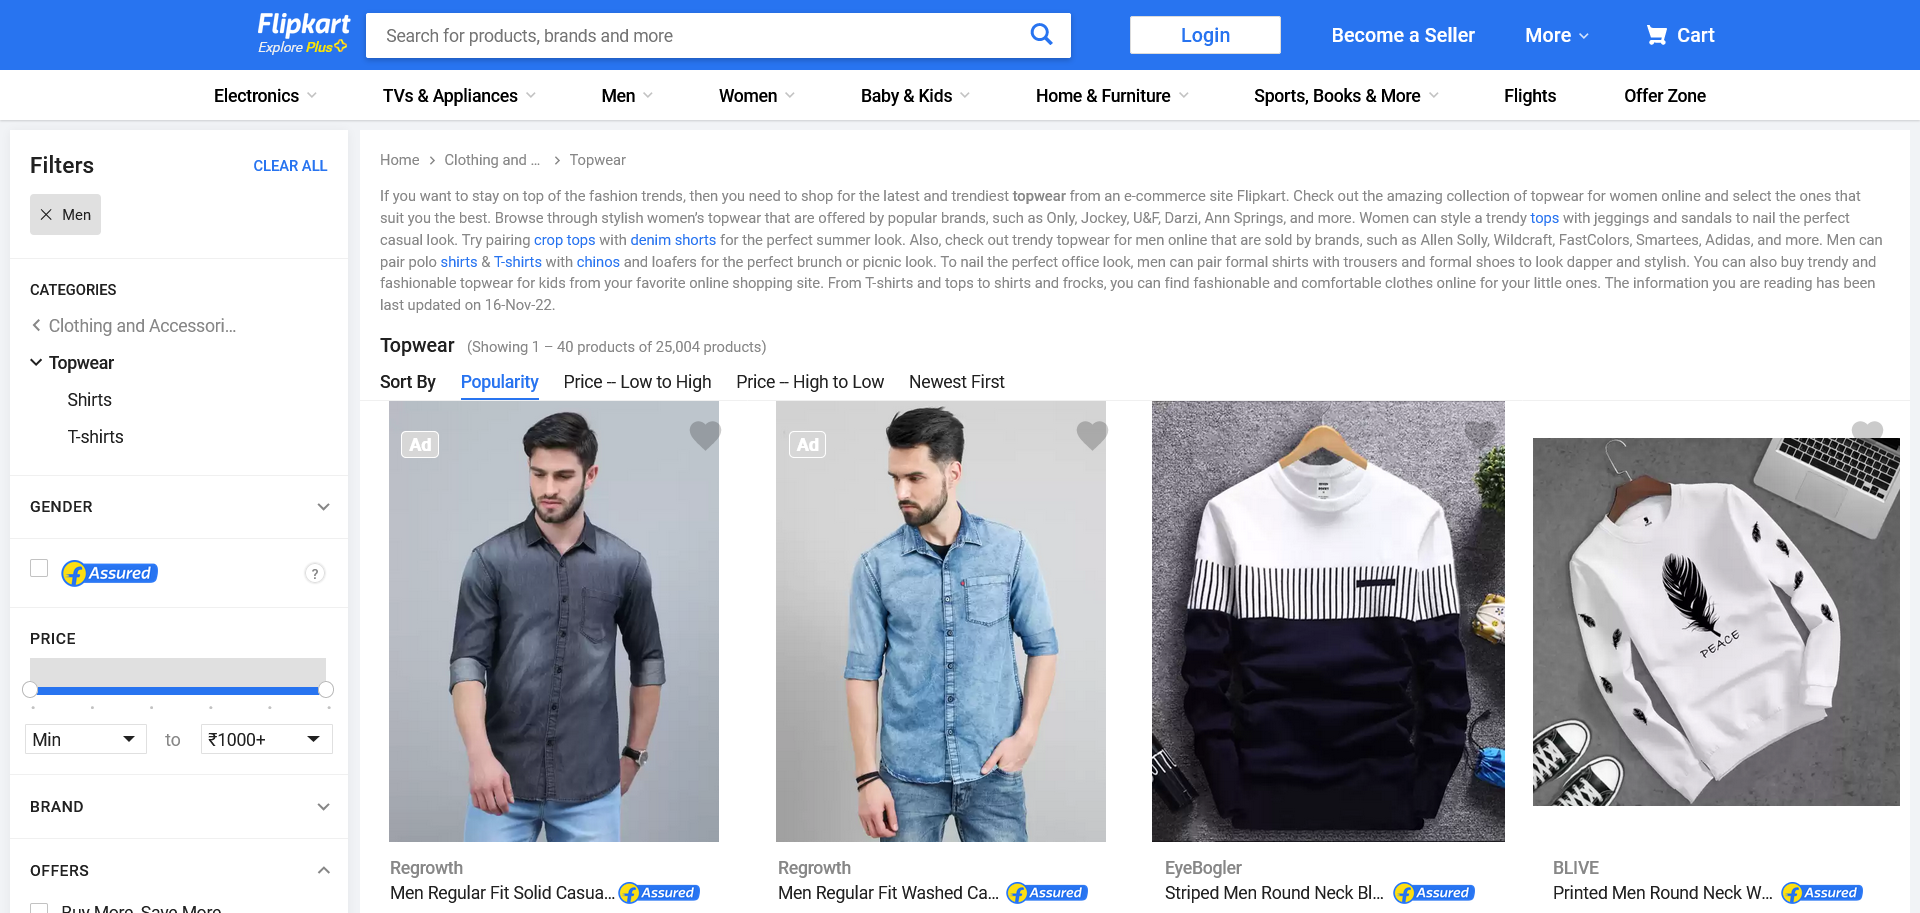 Flipkart
Explore Plus
Search for products, brands and more
Login
Become a Seller
More
Cart
Electronics
TVs & Appliances
Men
Women
Baby & Kids
Home & Furniture
Sports, Books & More
Flights
Offer Zone
Filters
CLEAR ALL
Men
CATEGORIES
Clothing and Accessori...
Topwear
Shirts
T-shirts
GENDER
Assured
?
PRICE
Min
to
₹1000+
BRAND
OFFERS
Buy More, Save More
Home
Clothing and ...
Topwear
If you want to stay on top of the fashion trends, then you need to shop for the latest and trendiest topwear from an e-commerce site Flipkart. Check out the amazing collection of topwear for women online and select the ones that
suit you the best. Browse through stylish women's topwear that are offered by popular brands, such as Only, Jockey, U&F, Darzi, Ann Springs, and more. Women can style a trendy tops with jeggings and sandals to nail the perfect
casual look. Try pairing crop tops with denim shorts for the perfect summer look. Also, check out trendy topwear for men online that are sold by brands, such as Allen Solly, Wildcraft, FastColors, Smartees, Adidas, and more. Men can
pair polo shirts & T-shirts with chinos and loafers for the perfect brunch or picnic look. To nail the perfect office look, men can pair formal shirts with trousers and formal shoes to look dapper and stylish. You can also buy trendy and
fashionable topwear for kids from your favorite online shopping site. From T-shirts and tops to shirts and frocks, you can find fashionable and comfortable clothes online for your little ones. The information you are reading has been
last updated on 16-Nov-22.
Topwear (Showing 1 – 40 products of 25,004 products)
Sort By
Popularity
Price -- Low to High
Price -- High to Low
Newest First
Ad
Ad
PEACE
Regrowth
Men Regular Fit Solid Casua... Assured
Regrowth
Men Regular Fit Washed Ca... Assured
EyeBogler
Striped Men Round Neck Bl... Assured
BLIVE
Printed Men Round Neck W... Assured